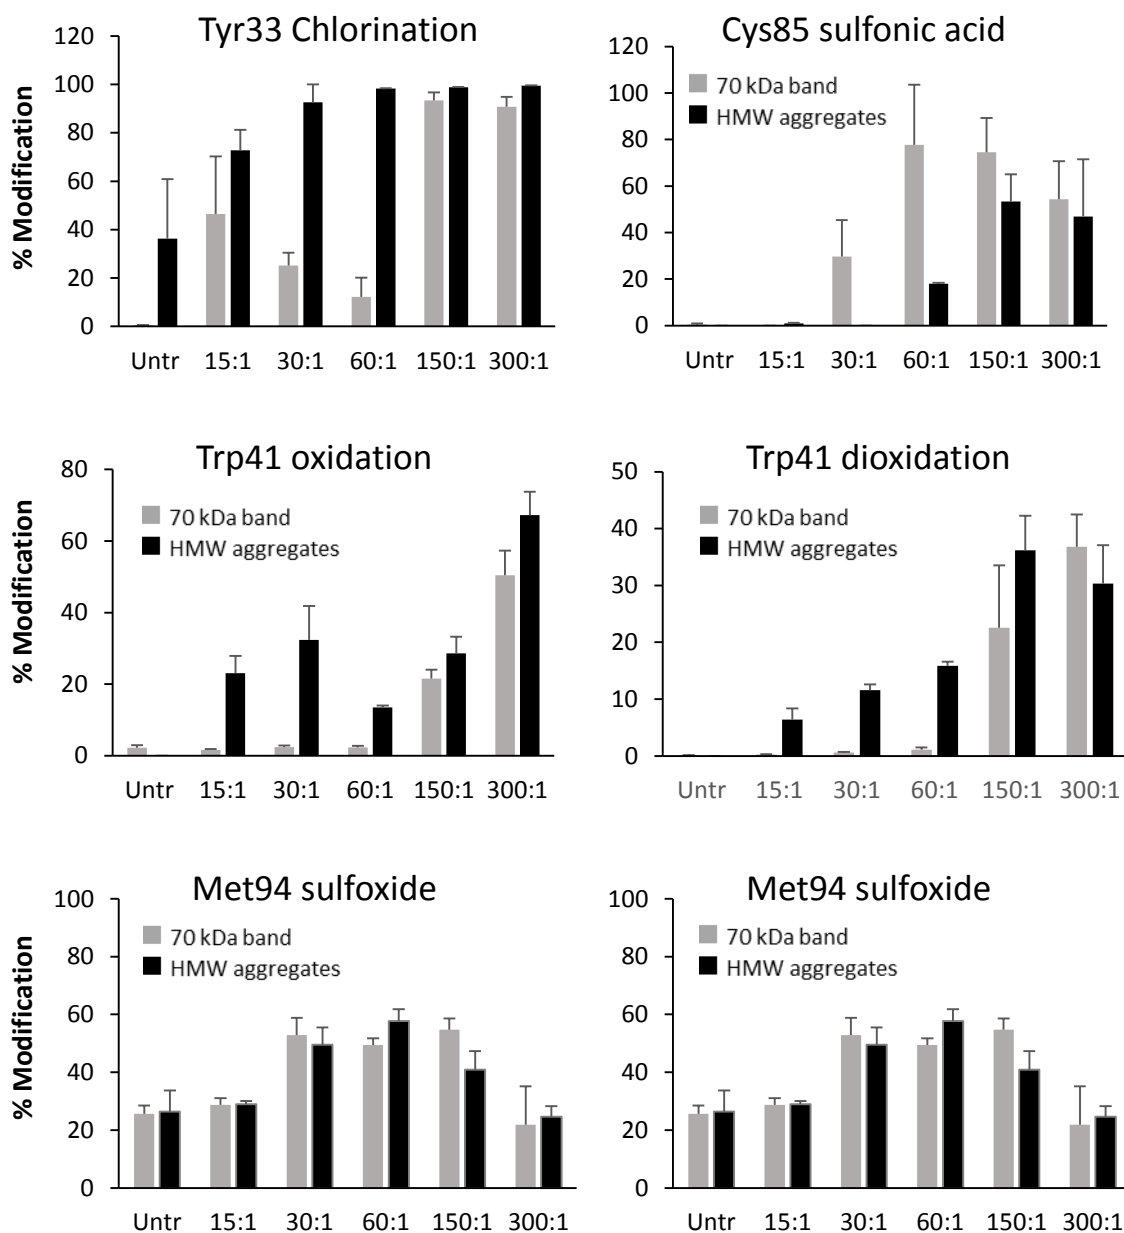 Tyr33 Chlorination
% Modification
120
100
80
60
40
20
0
Untr 15:1 30:1 60:1 150:1 300:1
Cys85 sulfonic acid
70 kDa band
HMW aggregates
120
100
80
60
40
20
0
Untr 15:1 30:1 60:1 150:1 300:1
Trp41 oxidation
70 kDa band
HMW aggregates
% Modification
80
60
40
20
0
Untr 15:1 30:1 60:1 150:1 300:1
Trp41 dioxidation
70 kDa band
HMW aggregates
50
40
30
20
10
0
Untr 15:1 30:1 60:1 150:1 300:1
Met94 sulfoxide
70 kDa band
HMW aggregates
% Modification
100
80
60
40
20
0
Untr 15:1 30:1 60:1 150:1 300:1
Met94 sulfoxide
70 kDa band
HMW aggregates
100
80
60
40
20
0
Untr 15:1 30:1 60:1 150:1 300:1